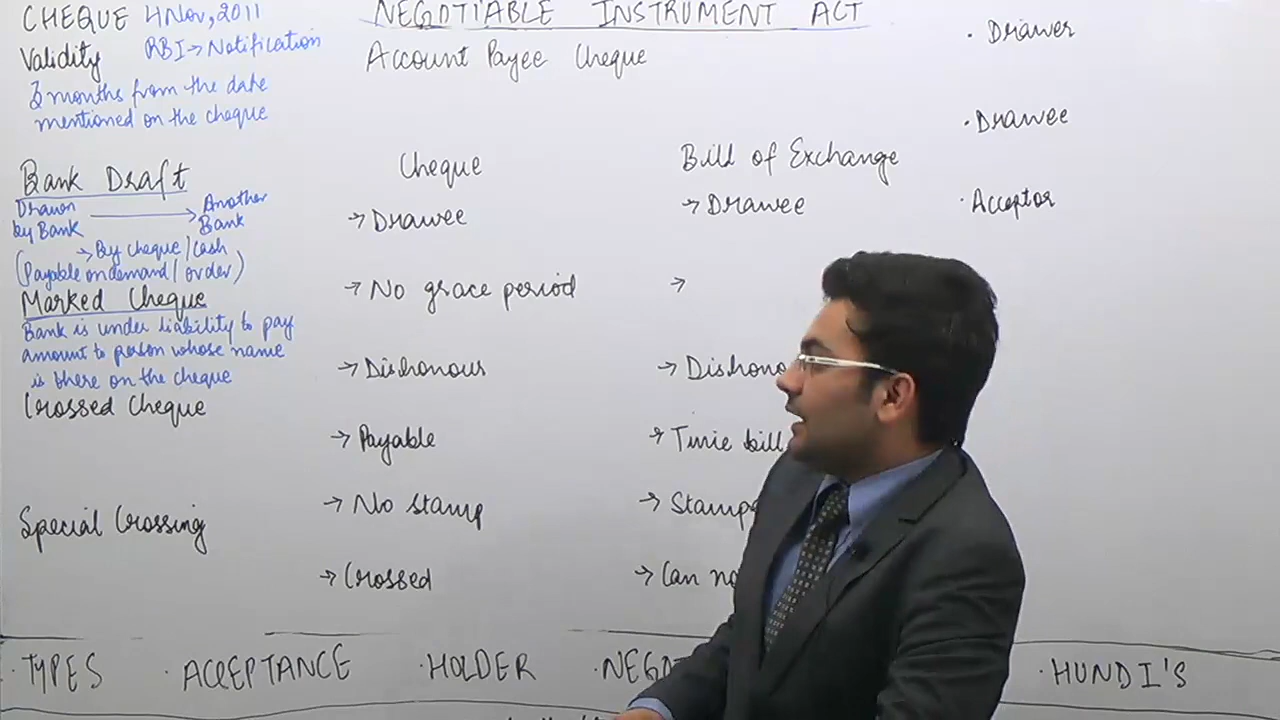 NEGOTIABLE INSTRUMENT ACT
CHEQUE 4 Nov, 2011
Validity RBI → Notification
3 months from the date
mentioned on the cheque
Bank Draft
Drawn → Another
by Bank Bank
→ By cheque / cash
(Payable on demand / order)
Marked Cheque
Bank is under liability to pay
amount to person whose name
is there on the cheque
Crossed Cheque
Special Crossing
Account Payee Cheque
Cheque
→ Drawee
→ No grace period
→ Dishonour
→ Payable
→ No stamp
→ Crossed
Bill of Exchange
→ Drawee
→
→ Dishono
→ Time bill
→ Stamp
→ Can no
• Drawer
• Drawee
• Acceptor
• TYPES • ACCEPTANCE • HOLDER • NEGO • HUNDI'S